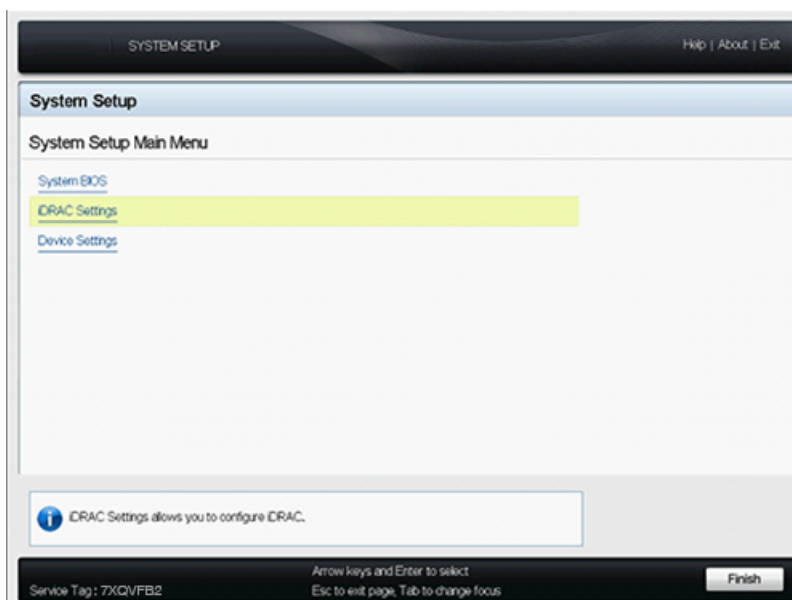 SYSTEM SETUP
Help | About | Exit
System Setup
System Setup Main Menu
System BIOS
iDRAC Settings
Device Settings
iDRAC Settings allows you to configure iDRAC.
Service Tag: 7XQVFB2
Arrow keys and Enter to select
Esc to exit page, Tab to change focus
Finish